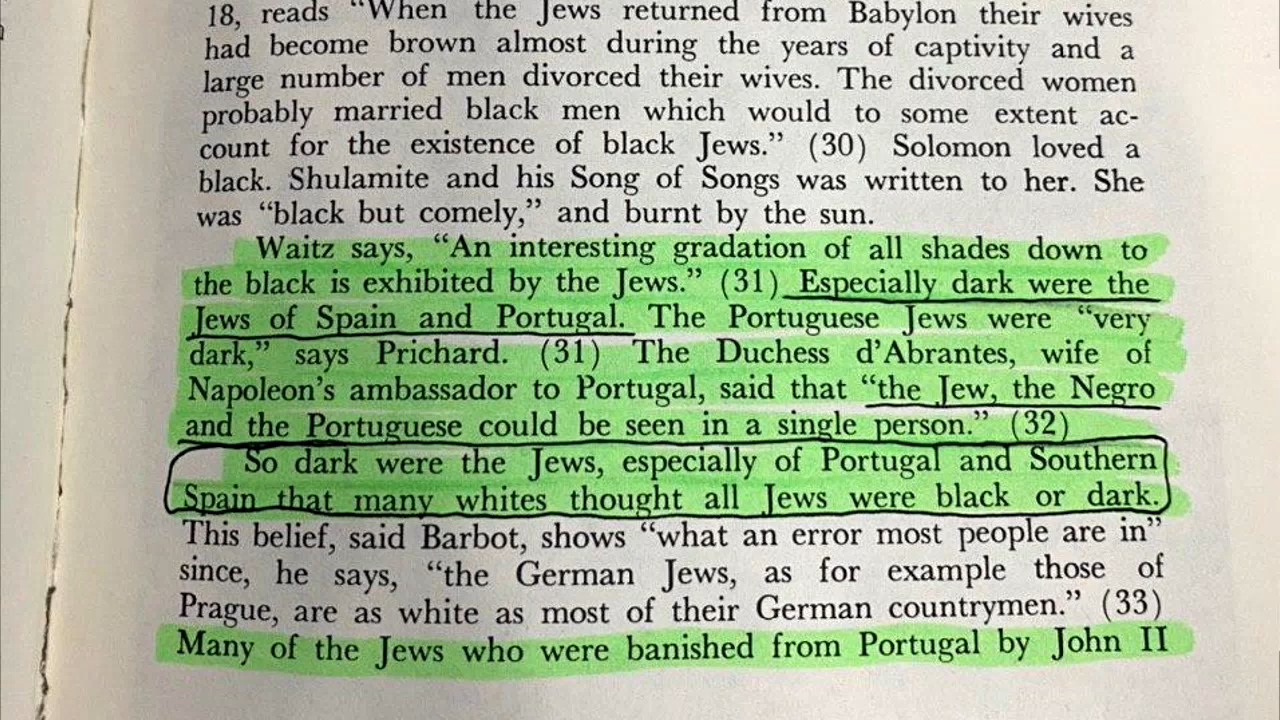 18, reads "When the Jews returned from Babylon their wives
had become brown almost during the years of captivity and a
large number of men divorced their wives. The divorced women
probably married black men which would to some extent ac-
count for the existence of black Jews." (30) Solomon loved a
black. Shulamite and his Song of Songs was written to her. She
was "black but comely," and burnt by the sun.
Waitz says, "An interesting gradation of all shades down to
the black is exhibited by the Jews." (31) Especially dark were the
Jews of Spain and Portugal. The Portuguese Jews were "very
dark," says Prichard. (31) The Duchess d'Abrantes, wife of
Napoleon's ambassador to Portugal, said that "the Jew, the Negro
and the Portuguese could be seen in a single person." (32)
So dark were the Jews, especially of Portugal and Southern
Spain that many whites thought all Jews were black or dark.
This belief, said Barbot, shows "what an error most people are in"
since, he says, "the German Jews, as for example those of
Prague, are as white as most of their German countrymen." (33)
Many of the Jews who were banished from Portugal by John II